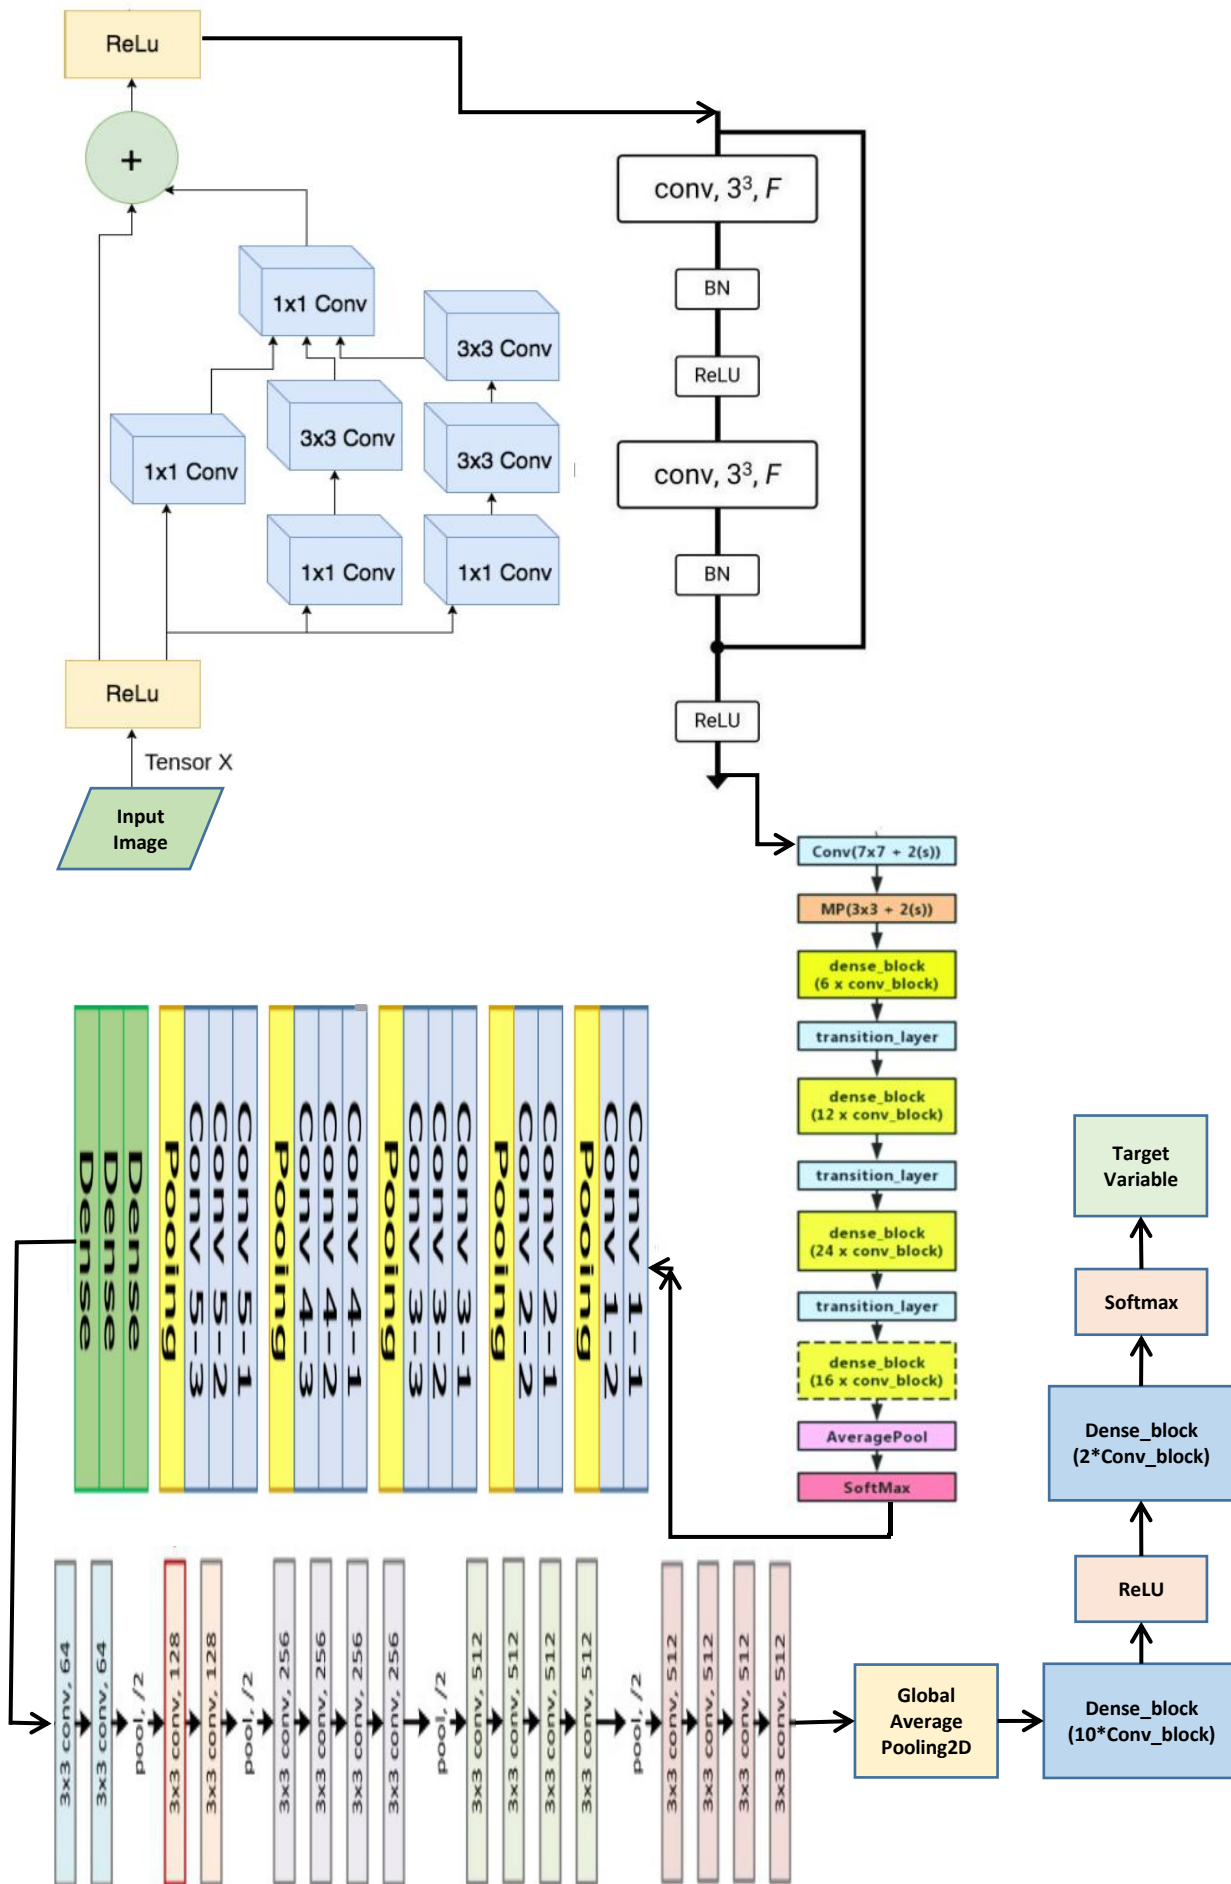 ReLu
+
1x1 Conv
3x3 Conv
3x3 Conv
1x1 Conv
3x3 Conv
1x1 Conv
1x1 Conv
ReLu
Tensor X
Input
Image
conv, 3³, F
BN
ReLU
conv, 3³, F
BN
ReLU
Conv(7x7 + 2(s))
MP(3x3 + 2(s))
dense_block
(6 x conv_block)
transition_layer
dense_block
(12 x conv_block)
transition_layer
dense_block
(24 x conv_block)
transition_layer
dense_block
(16 x conv_block)
AveragePool
SoftMax
Conv 1-1
Conv 1-2
Pooing
Conv 2-1
Conv 2-2
Pooing
Conv 3-1
Conv 3-2
Conv 3-3
Pooing
Conv 4-1
Conv 4-2
Conv 4-3
Pooing
Conv 5-1
Conv 5-2
Conv 5-3
Pooing
Dense
Dense
Dense
3x3 conv, 64
3x3 conv, 64
pool, /2
3x3 conv, 128
3x3 conv, 128
pool, /2
3x3 conv, 256
3x3 conv, 256
3x3 conv, 256
3x3 conv, 256
pool, /2
3x3 conv, 512
3x3 conv, 512
3x3 conv, 512
3x3 conv, 512
pool, /2
3x3 conv, 512
3x3 conv, 512
3x3 conv, 512
3x3 conv, 512
Global
Average
Pooling2D
Dense_block
(10*Conv_block)
ReLU
Dense_block
(2*Conv_block)
Softmax
Target
Variable